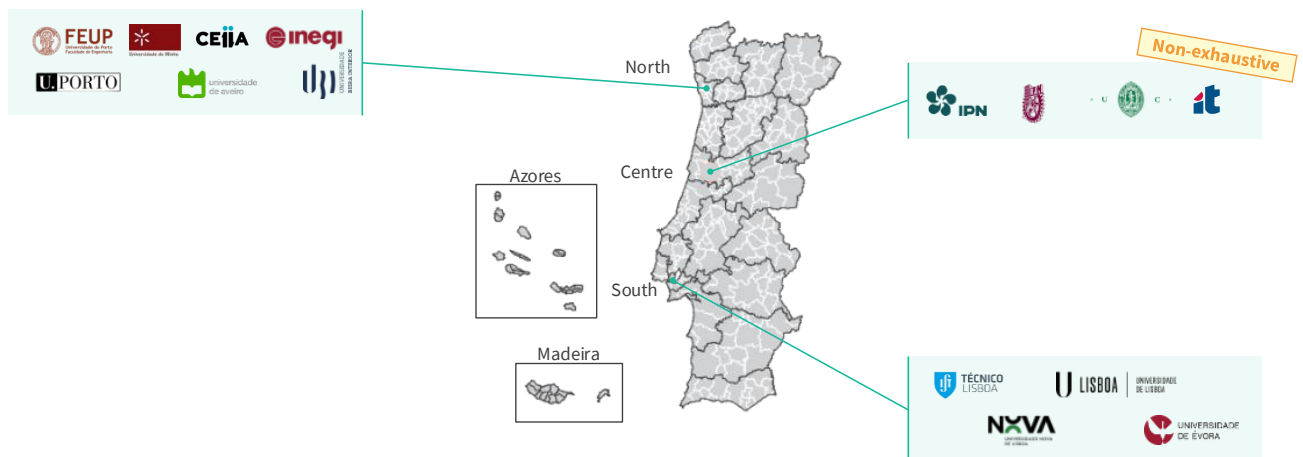 FEUP
Universidade do Porto
Faculdade de Engenharia
Universidade do Minho
CEiiA
inegi
U.PORTO
universidade
de aveiro
UNIVERSIDADE
BEIRA INTERIOR
North
Non-exhaustive
IPN
U C
it
Centre
Azores
South
Madeira
TÉCNICO
LISBOA
U LISBOA
UNIVERSIDADE
DE LISBOA
NOVA
UNIVERSIDADE NOVA
DE LISBOA
UNIVERSIDADE
DE ÉVORA